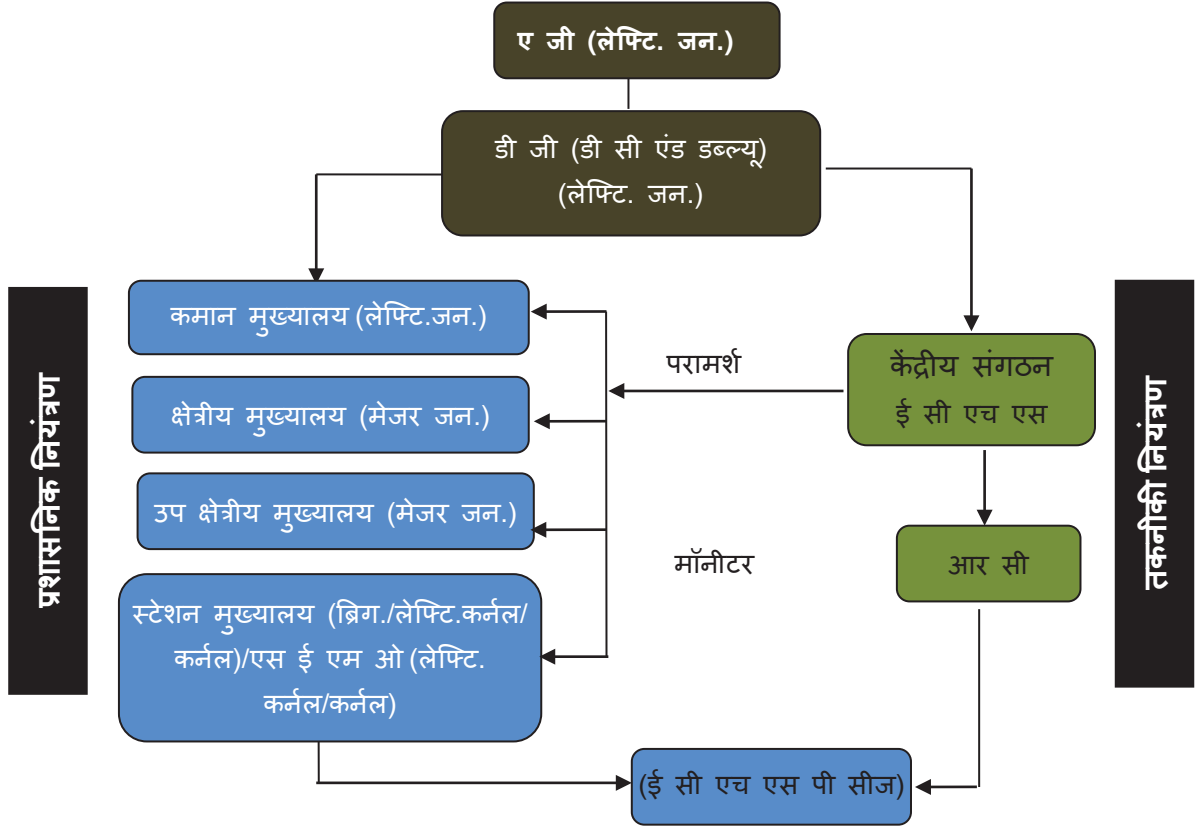 ए जी (लेफ्टि. जन.)
डी जी (डी सी एंड डब्ल्यू)
(लेफ्टि. जन.)
प्रशासनिक नियंत्रण
कमान मुख्यालय (लेफ्टि.जन.)
क्षेत्रीय मुख्यालय (मेजर जन.)
उप क्षेत्रीय मुख्यालय (मेजर जन.)
स्टेशन मुख्यालय (ब्रिग./लेफ्टि.कर्नल/
कर्नल)/एस ई एम ओ (लेफ्टि.
कर्नल/कर्नल)
परामर्श
मॉनीटर
केंद्रीय संगठन
ई सी एच एस
आर सी
तकनीकी नियंत्रण
(ई सी एच एस पी सीज)